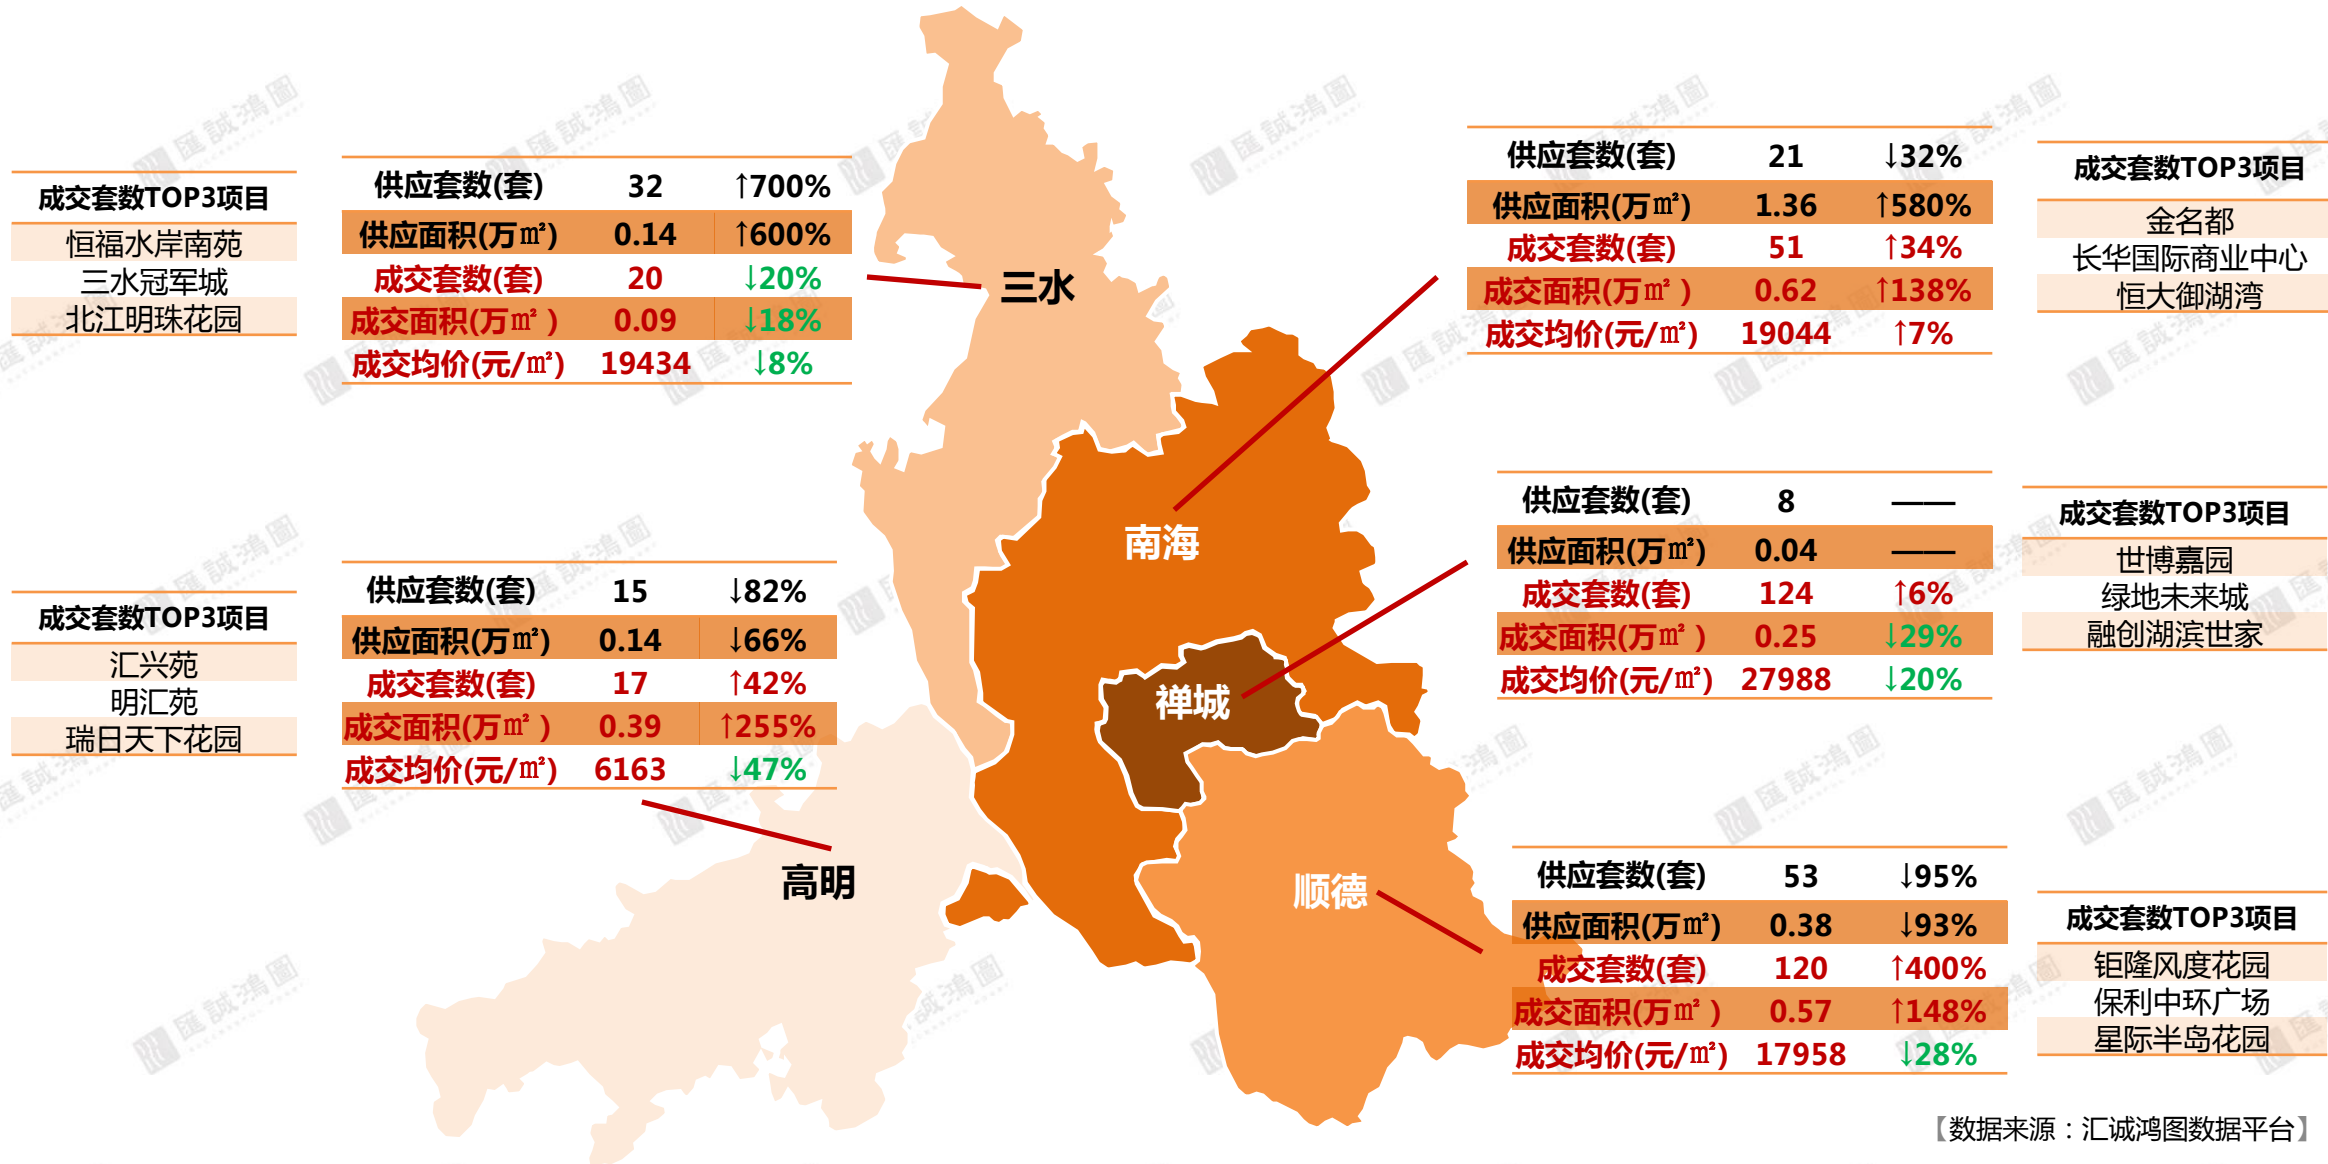 成交套数TOP3项目
恒福水岸南苑
三水冠军城
北江明珠花园
供应套数(套) 32 ↑700%
供应面积(万㎡) 0.14 ↑600%
成交套数(套) 20 ↓20%
成交面积(万㎡ ) 0.09 ↓18%
成交均价(元/㎡) 19434 ↓8%
三水
供应套数(套) 21 ↓32%
供应面积(万㎡) 1.36 ↑580%
成交套数(套) 51 ↑34%
成交面积(万㎡ ) 0.62 ↑138%
成交均价(元/㎡) 19044 ↑7%
成交套数TOP3项目
金名都
长华国际商业中心
恒大御湖湾
南海
成交套数TOP3项目
汇兴苑
明汇苑
瑞日天下花园
供应套数(套) 15 ↓82%
供应面积(万㎡) 0.14 ↓66%
成交套数(套) 17 ↑42%
成交面积(万㎡ ) 0.39 ↑255%
成交均价(元/㎡) 6163 ↓47%
高明
供应套数(套) 8 ——
供应面积(万㎡) 0.04 ——
成交套数(套) 124 ↑6%
成交面积(万㎡ ) 0.25 ↓29%
成交均价(元/㎡) 27988 ↓20%
成交套数TOP3项目
世博嘉园
绿地未来城
融创湖滨世家
禅城
顺德
供应套数(套) 53 ↓95%
供应面积(万㎡) 0.38 ↓93%
成交套数(套) 120 ↑400%
成交面积(万㎡ ) 0.57 ↑148%
成交均价(元/㎡) 17958 ↓28%
成交套数TOP3项目
钜隆风度花园
保利中环广场
星际半岛花园
【数据来源：汇诚鸿图数据平台】
匯誠鴻圖